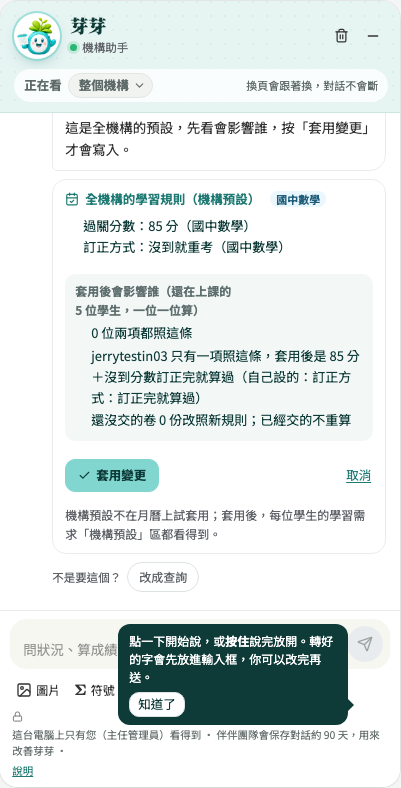 芽芽
機構助手
正在看 整個機構 換頁會跟著換，對話不會斷
這是全機構的預設，先看會影響誰，按「套用變更」
才會寫入。
全機構的學習規則（機構預設） 國中數學
過關分數：85 分（國中數學）
訂正方式：沒到就重考（國中數學）
套用後會影響誰（還在上課的
5 位學生，一位一位算）
0 位兩項都照這條
jerrytestin03 只有一項照這條，套用後是 85 分
＋沒到分數訂正完就算過（自己設的：訂正方
式：訂正完就算過）
還沒交的卷 0 份改照新規則；已經交的不重算
套用變更 取消
機構預設不在月曆上試套用；套用後，每位學生的學習需
求「機構預設」區都看得到。
不是要這個？ 改成查詢
問狀況、算成績
點一下開始說，或按住說完放開。轉好
的字會先放進輸入框，你可以改完再
送。
知道了
圖片 符號
這台電腦上只有您（主任管理員）看得到 · 伴伴團隊會保存對話約 90 天，用來
改善芽芽 ·
說明